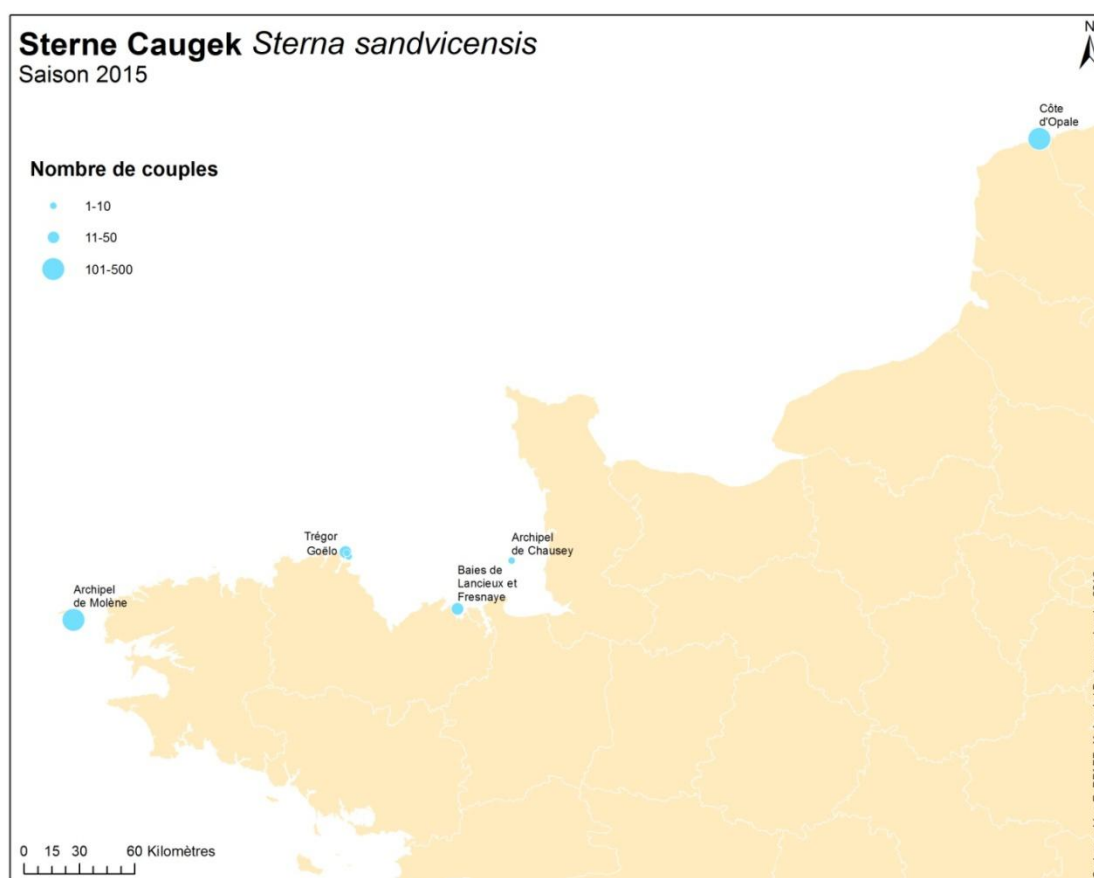 Sterne Caugek Sterna sandvicensis
Saison 2015
N
Nombre de couples
1-10
11-50
101-500
Côte
d'Opale
Trégor
Goëlo
Archipel
de Chausey
Baies de
Lancieux et
Fresnaye
Archipel
de Molène
0 15 30 60 Kilomètres